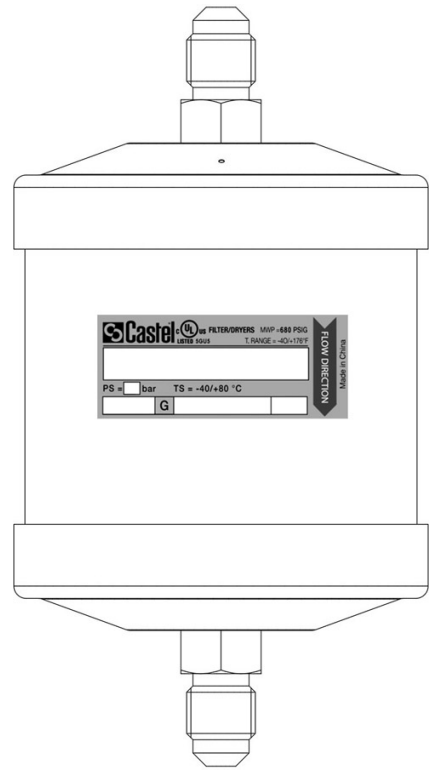 Castel c UL us FILTER/DRYERS MWP =680 PSIG
LISTED 5GU5 T, RANGE = -40/+176°F
PS = bar TS = -40/+80 °C
G
FLOW DIRECTION
Made in China